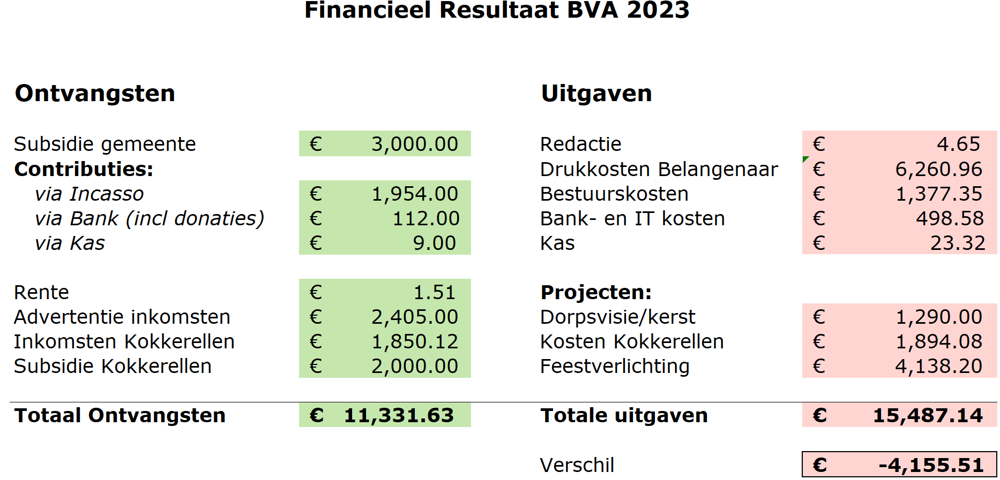 Financieel Resultaat BVA 2023
Ontvangsten Uitgaven
Subsidie gemeente € 3,000.00 Redactie € 4.65
Contributies: Drukkosten Belangenaar € 6,260.96
via Incasso € 1,954.00 Bestuurskosten € 1,377.35
via Bank (incl donaties) € 112.00 Bank- en IT kosten € 498.58
via Kas € 9.00 Kas € 23.32
Rente € 1.51 Projecten:
Advertentie inkomsten € 2,405.00 Dorpsvisie/kerst € 1,290.00
Inkomsten Kokkerellen € 1,850.12 Kosten Kokkerellen € 1,894.08
Subsidie Kokkerellen € 2,000.00 Feestverlichting € 4,138.20
Totaal Ontvangsten € 11,331.63 Totale uitgaven € 15,487.14
Verschil € -4,155.51